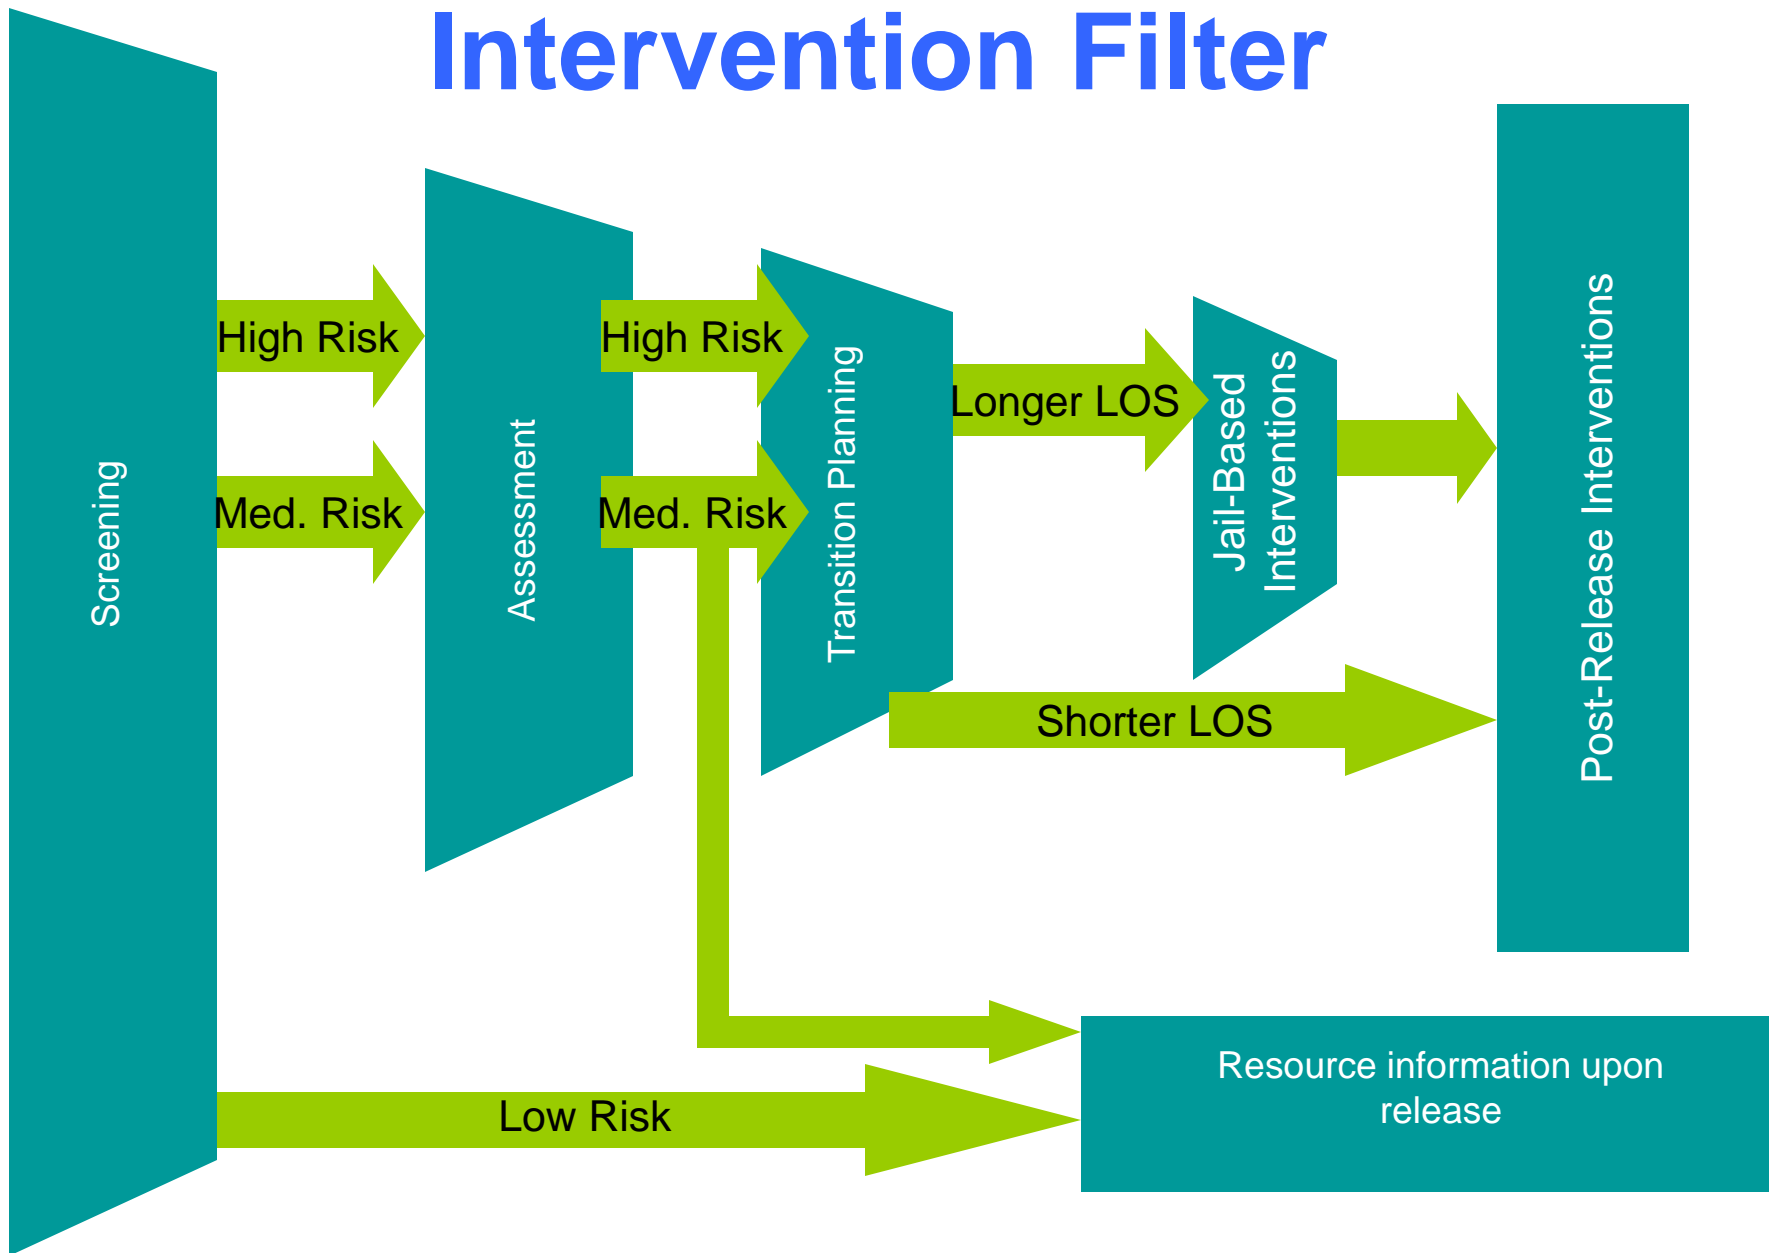 Intervention Filter
Screening
High Risk
Med. Risk
Assessment
High Risk
Med. Risk
Transition Planning
Longer LOS
Shorter LOS
Jail-Based
Interventions
Post-Release Interventions
Low Risk
Resource information upon
release